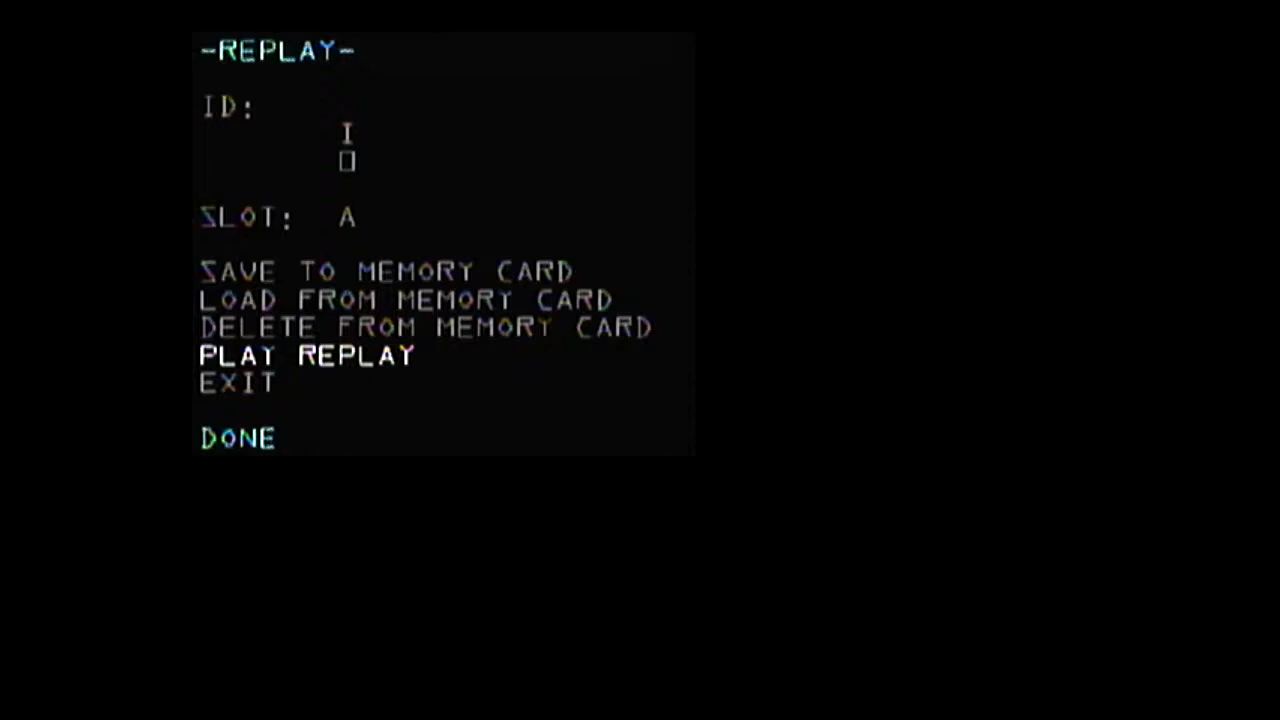 -REPLAY-
ID:
I
SLOT: A
SAVE TO MEMORY CARD
LOAD FROM MEMORY CARD
DELETE FROM MEMORY CARD
PLAY REPLAY
EXIT
DONE